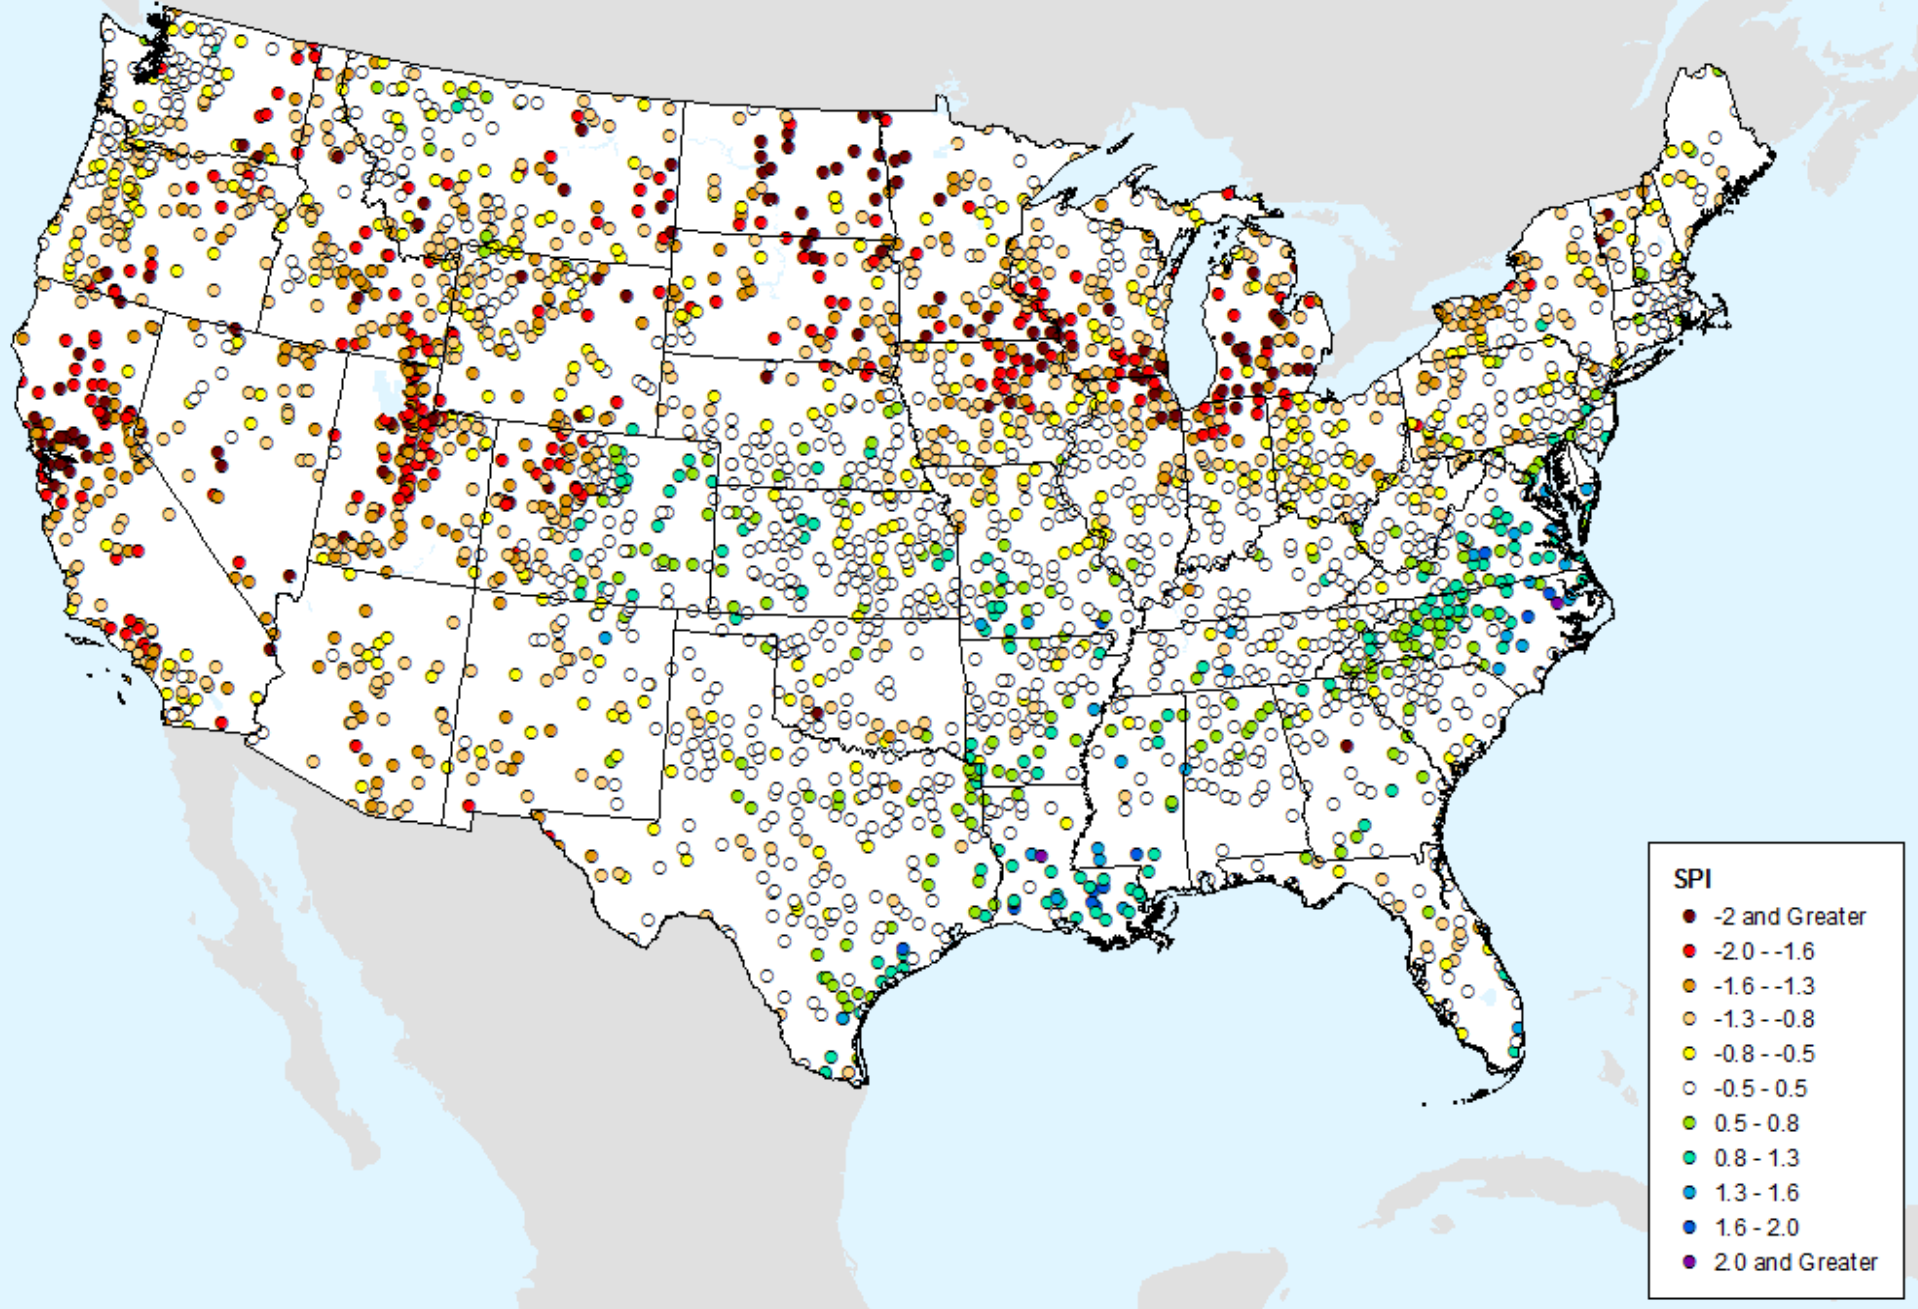 SPI
-2 and Greater
-2.0 - -1.6
-1.6 - -1.3
-1.3 - -0.8
-0.8 - -0.5
-0.5 - 0.5
0.5 - 0.8
0.8 - 1.3
1.3 - 1.6
1.6 - 2.0
2.0 and Greater